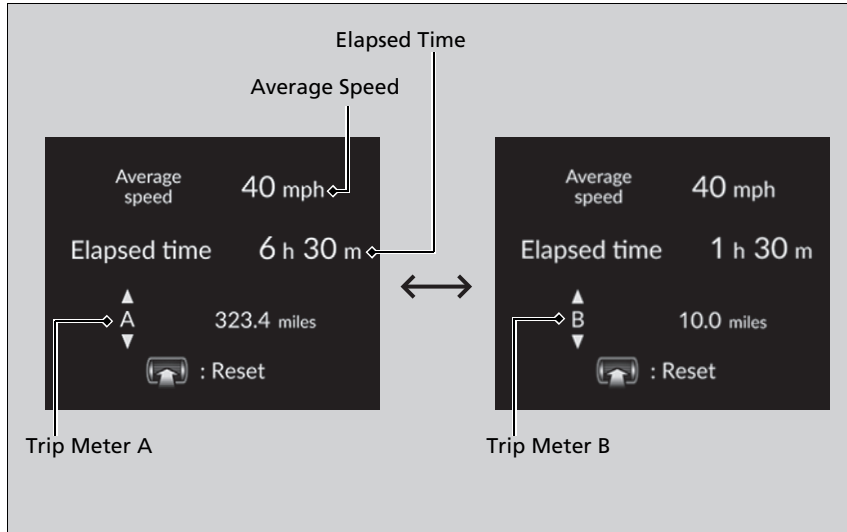 Elapsed Time
Average Speed
Average speed
40 mph
Elapsed time 6 h 30 m
A 323.4 miles
: Reset
Trip Meter A
Average speed
40 mph
Elapsed time 1 h 30 m
B 10.0 miles
: Reset
Trip Meter B